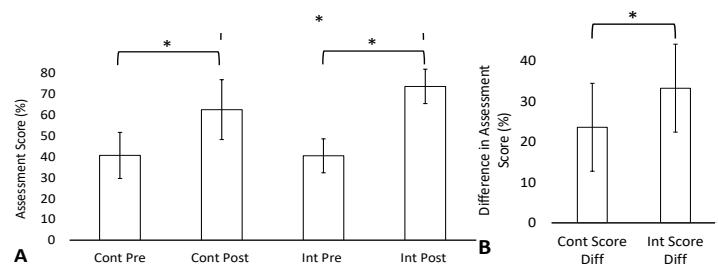 *
*
*
Assessment Score (%)
80
70
60
50
40
30
20
10
0
Cont Pre
Cont Post
Int Pre
Int Post
A
*
Difference in Assessment
Score (%)
40
30
20
10
0
Cont Score
Diff
Int Score
Diff
B